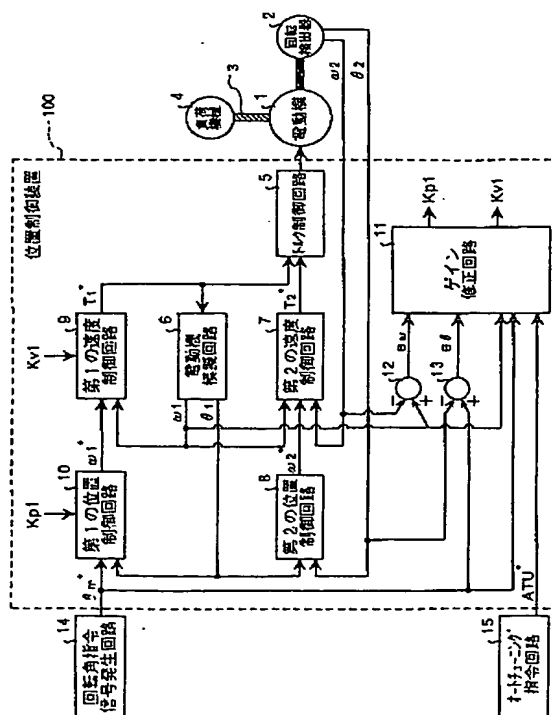 100
位置制御装置
14
回転角指令
信号発生回路
θm*
Kp1
10
第1の位置
制御回路
ω1*
Kv1
9
第1の速度
制御回路
T1*
6
電動機
模擬回路
ω1
θ1
8
第2の位置
制御回路
ω2*
7
第2の速度
制御回路
T2*
5
トルク制御回路
4
負荷
機械
3
1
電動機
2
回転
検出器
ω2
θ2
12
-
+
eω
13
-
+
eθ
11
ゲイン
修正回路
Kp1
Kv1
15
オートチューニング
指令回路
ATU*